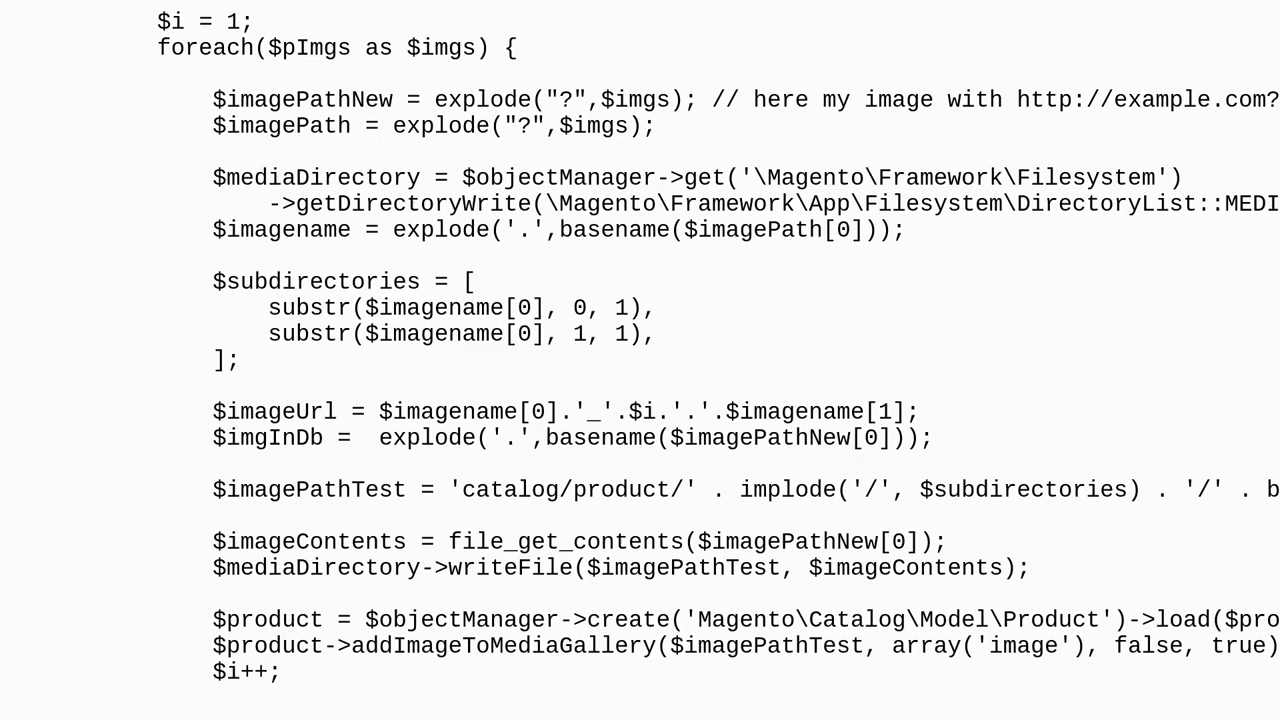 $i = 1;
foreach($pImgs as $imgs) {
$imagePathNew = explode("?",$imgs); // here my image with http://example.com?
$imagePath = explode("?",$imgs);
$mediaDirectory = $objectManager->get('\Magento\Framework\Filesystem')
->getDirectoryWrite(\Magento\Framework\App\Filesystem\DirectoryList::MEDI
$imagename = explode('.',basename($imagePath[0]));
$subdirectories = [
substr($imagename[0], 0, 1),
substr($imagename[0], 1, 1),
];
$imageUrl = $imagename[0].'_'.$i.'.'.$imagename[1];
$imgInDb =  explode('.',basename($imagePathNew[0]));
$imagePathTest = 'catalog/product/' . implode('/', $subdirectories) . '/' . b
$imageContents = file_get_contents($imagePathNew[0]);
$mediaDirectory->writeFile($imagePathTest, $imageContents);
$product = $objectManager->create('Magento\Catalog\Model\Product')->load($pro
$product->addImageToMediaGallery($imagePathTest, array('image'), false, true)
$i++;